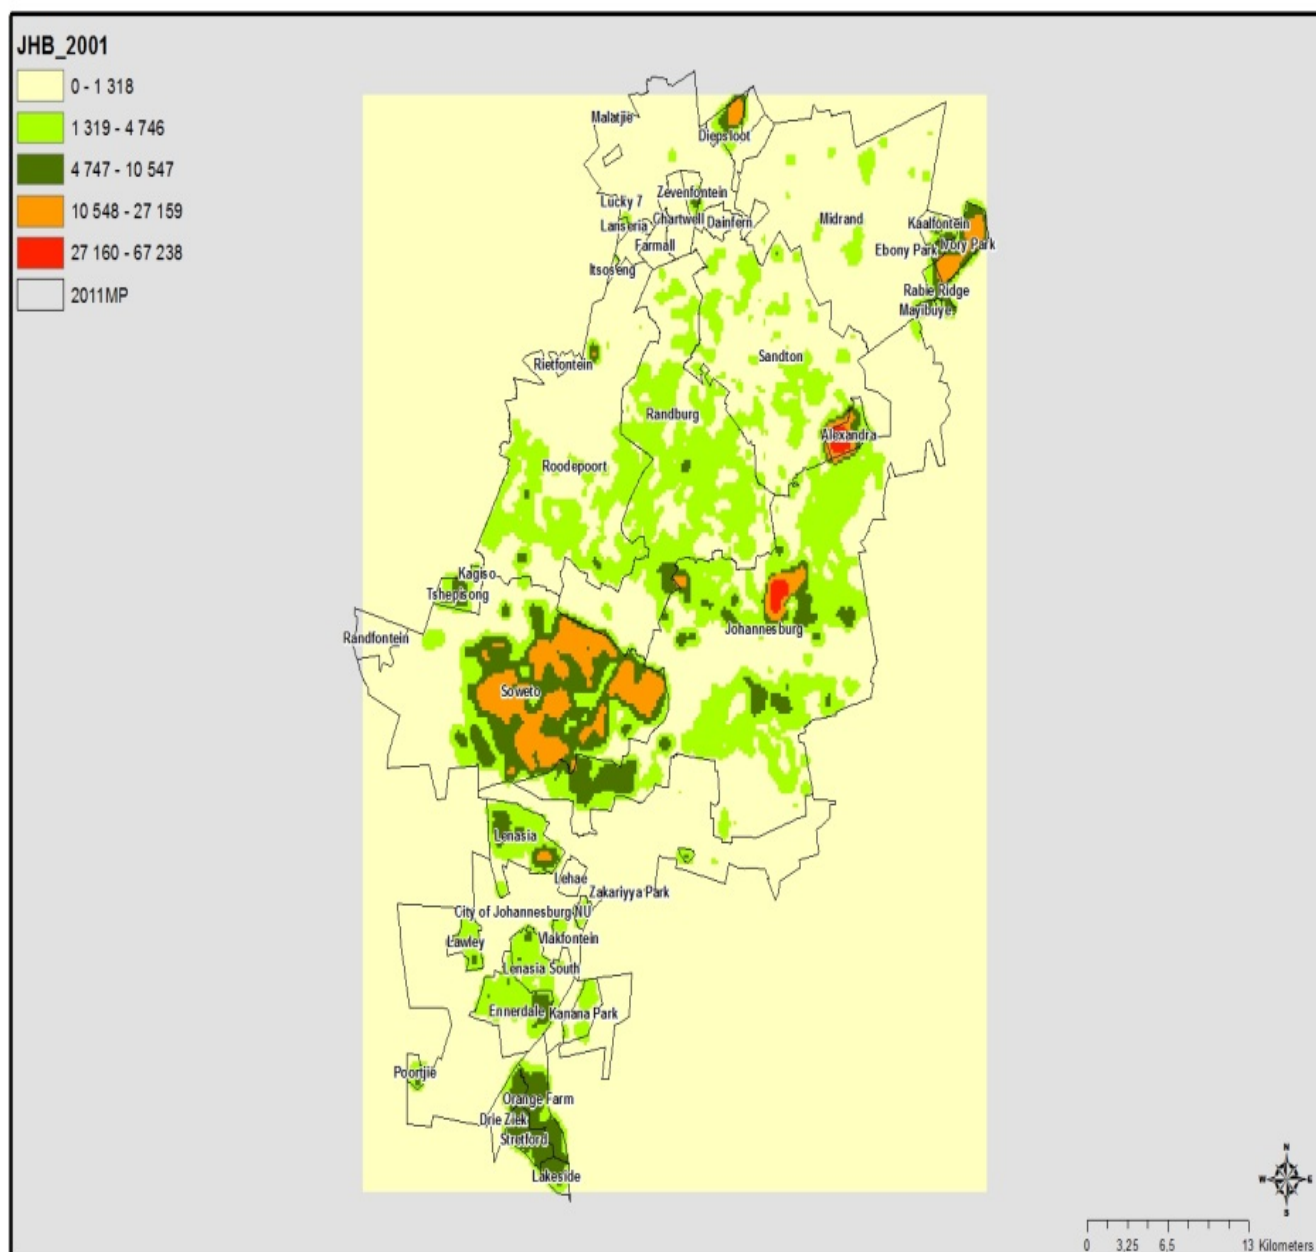 JHB_2001
0 - 1 318
1 319 - 4 746
4 747 - 10 547
10 548 - 27 159
27 160 - 67 238
2011MP
Malatjie
Diepsloot
Zevenfontein
Lucky 7
Chartwell
Dainfern
Midrand
Lanseria
Kaalfontein
Farmall
Ebony Park
Ivory Park
Itsoseng
Rabie Ridge
Mayibuye
Rietfontein
Sandton
Randburg
Alexandra
Roodepoort
Kagiso
Tshepisong
Johannesburg
Randfontein
Soweto
Lenasia
Lehae
Zakariyya Park
City of Johannesburg NU
Lawley
Vlakfontein
Lenasia South
Ennerdale
Kanana Park
Poortjie
Orange Farm
Drie Ziek
Stretford
Lakeside
N
W
E
S
0 3,25 6,5 13 Kilometers